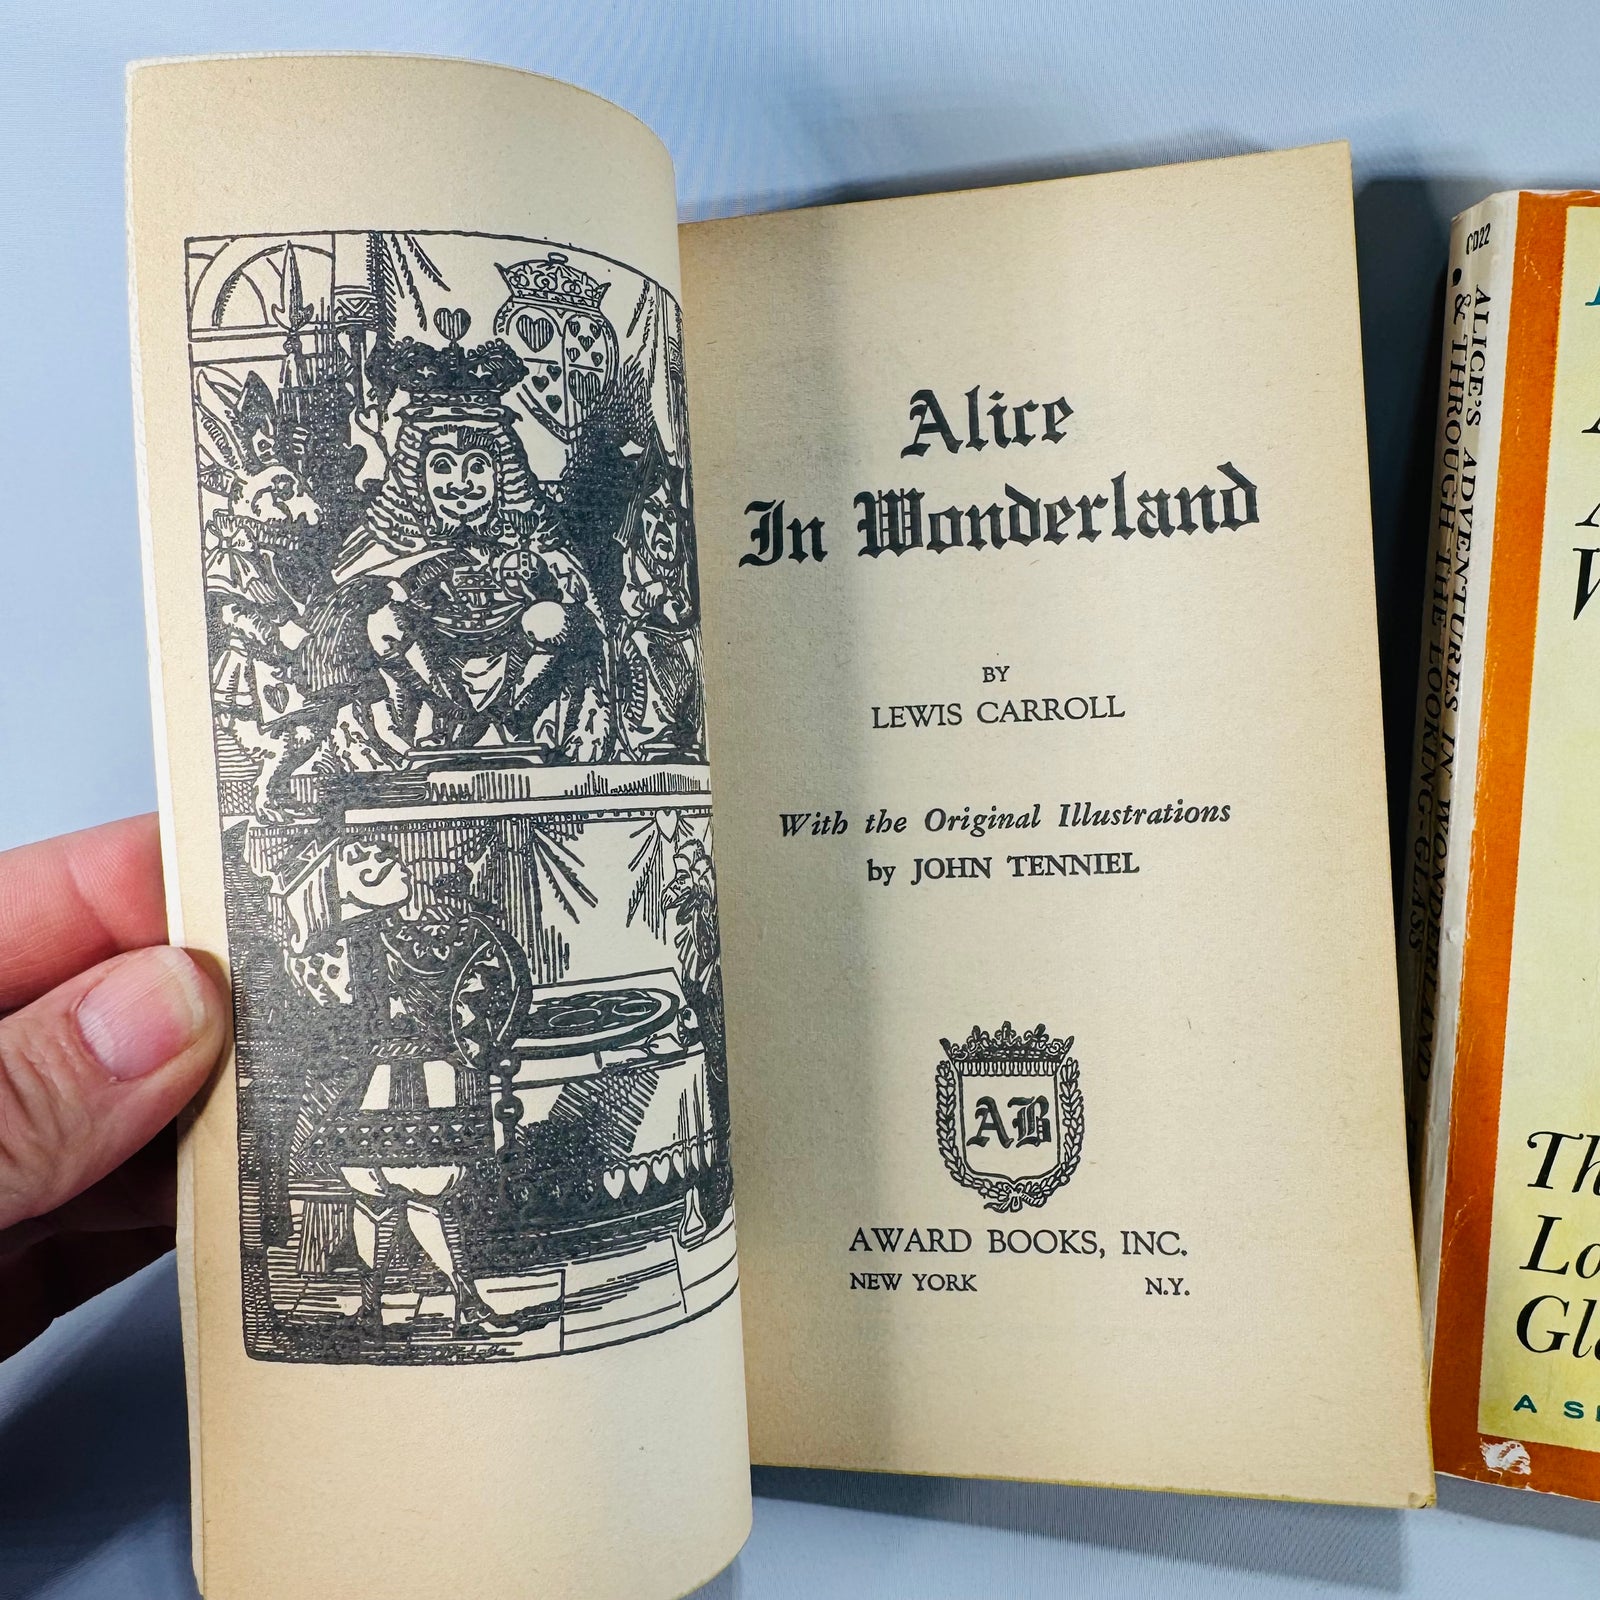 Alice
In Wonderland
BY
LEWIS CARROLL
With the Original Illustrations
by JOHN TENNIEL
AB
AWARD BOOKS, INC.
NEW YORK N.Y.
CD22
ALICE'S ADVENTURES IN WONDERLAND
& THROUGH THE LOOKING-GLASS
A